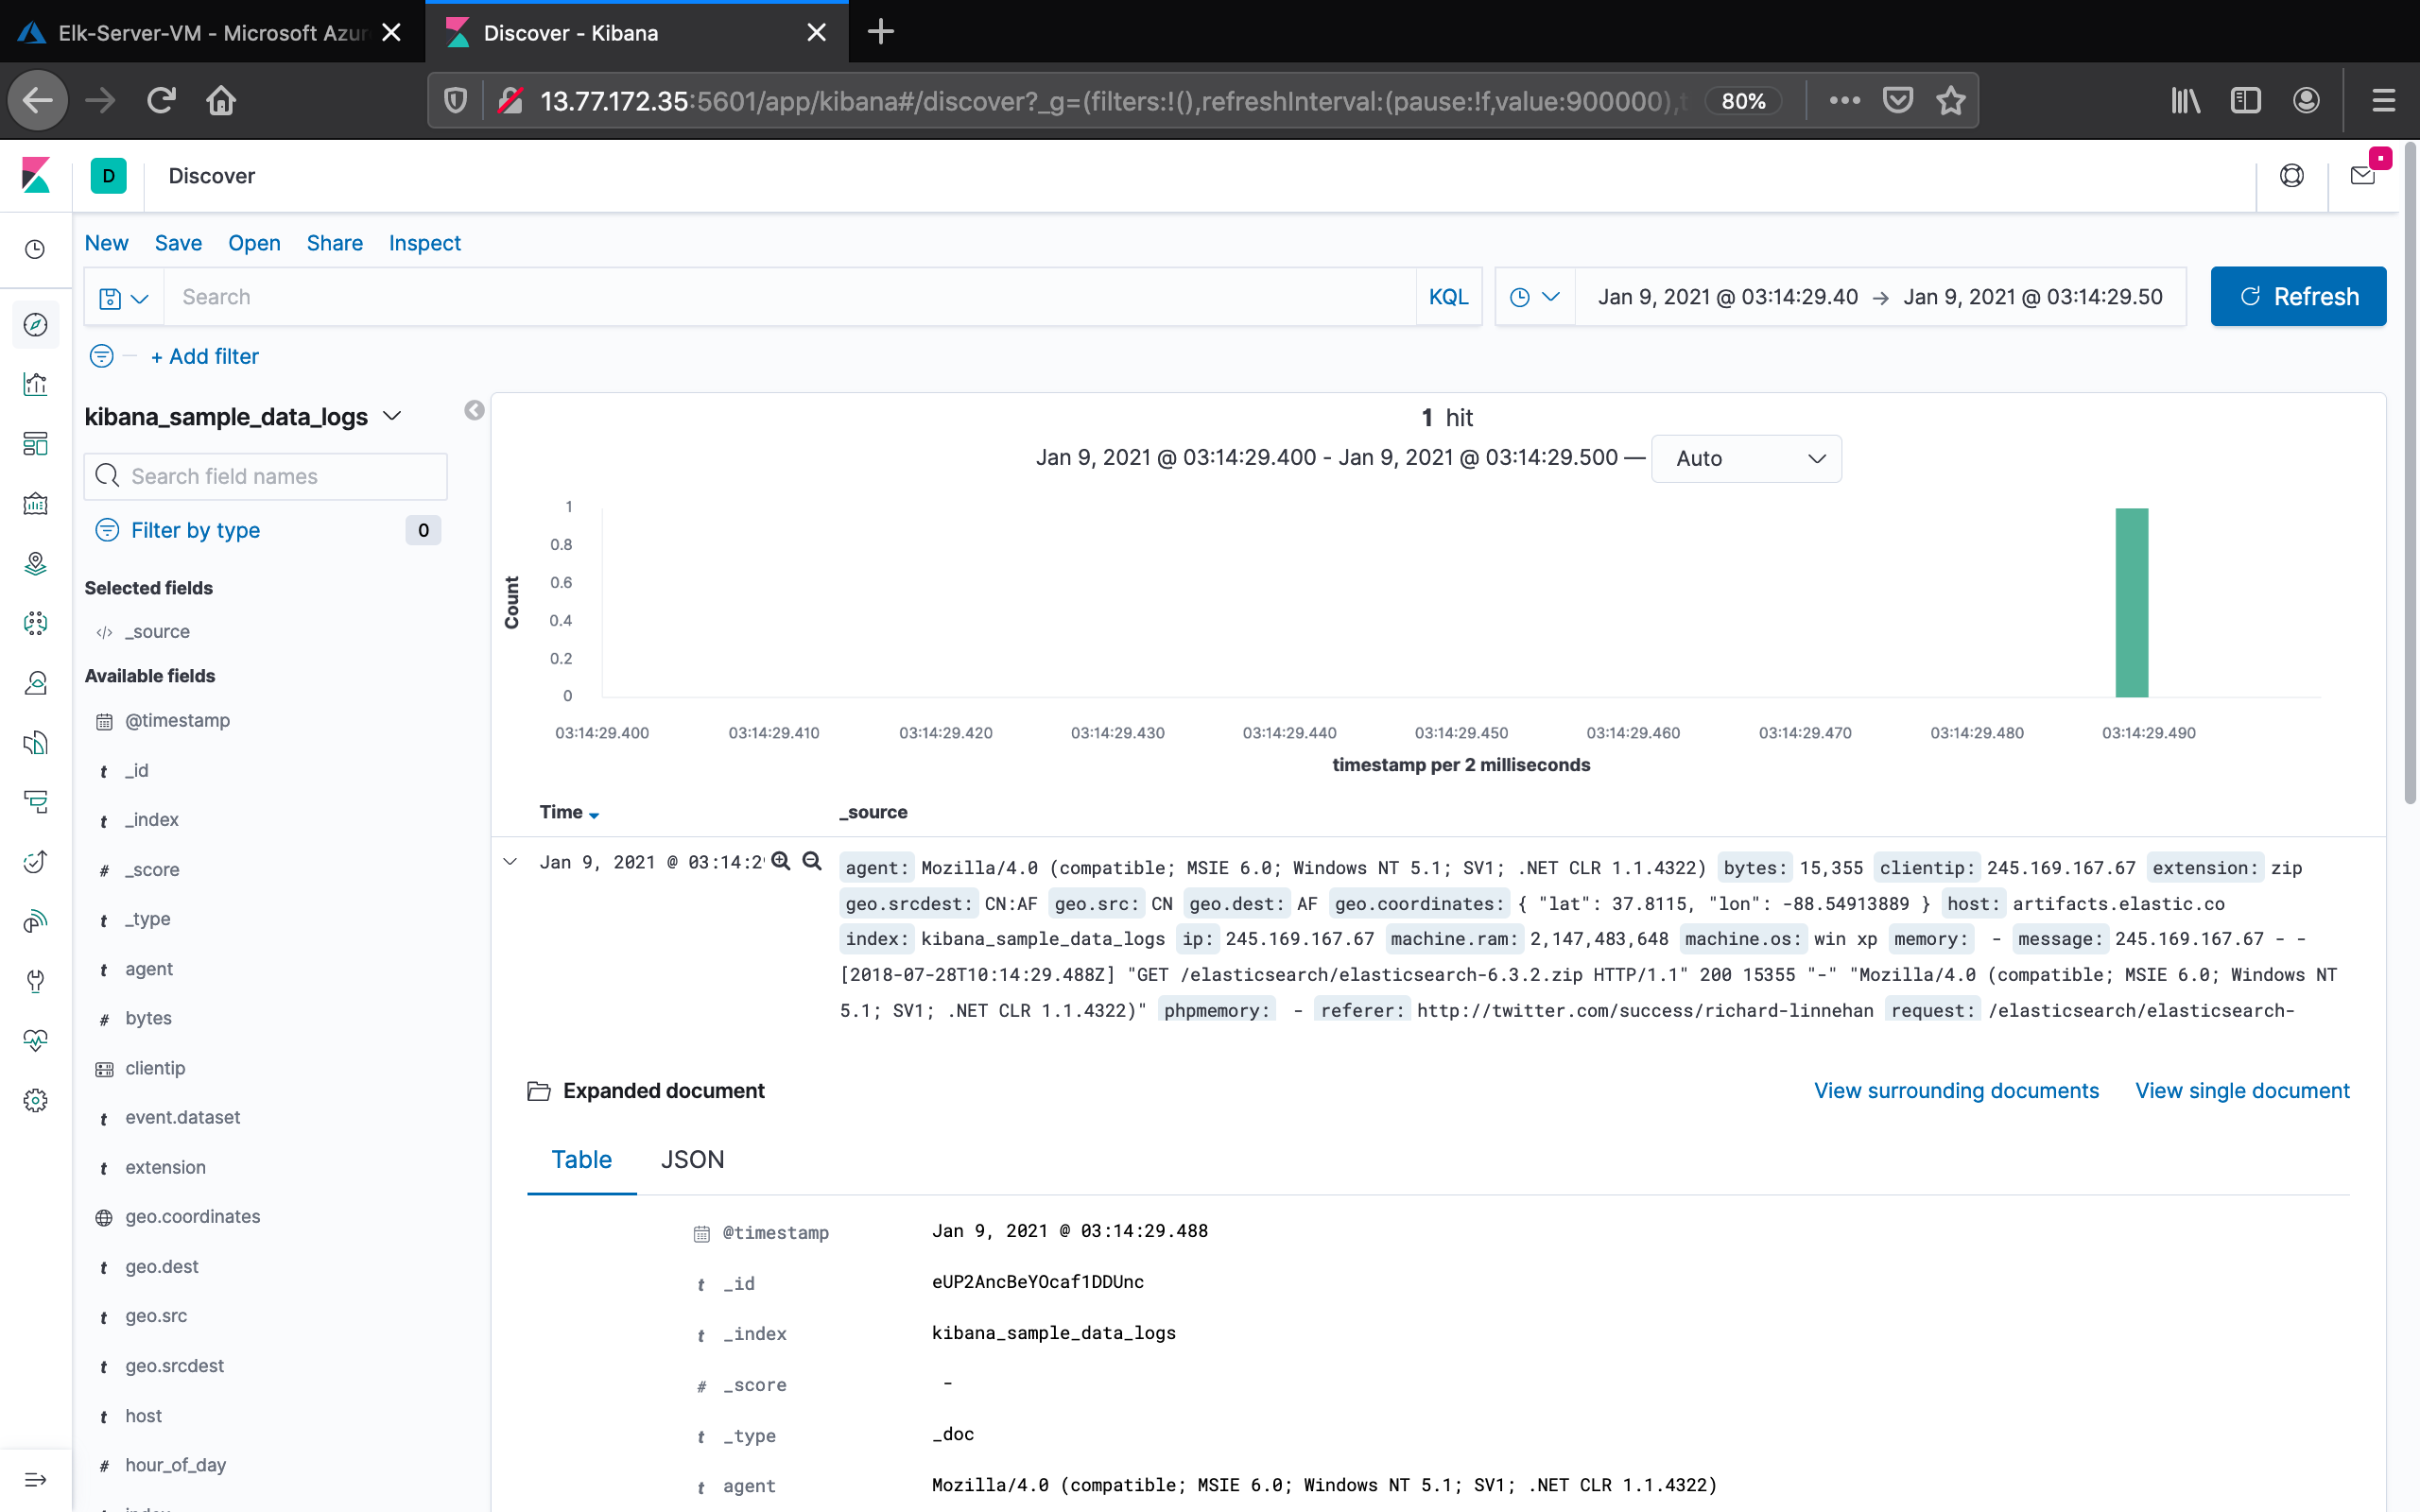 Elk-Server-VM - Microsoft Azur
Discover - Kibana
13.77.172.35:5601/app/kibana#/discover?_g=(filters:!(),refreshInterval:(pause:!f,value:900000),t
80%
D
Discover
New Save Open Share Inspect
Search
KQL
Jan 9, 2021 @ 03:14:29.40 → Jan 9, 2021 @ 03:14:29.50
Refresh
+ Add filter
kibana_sample_data_logs
Search field names
Filter by type 0
Selected fields
_source
Available fields
@timestamp
t _id
t _index
# _score
t _type
t agent
# bytes
clientip
t event.dataset
t extension
geo.coordinates
t geo.dest
t geo.src
t geo.srcdest
t host
# hour_of_day
1 hit
Jan 9, 2021 @ 03:14:29.400 - Jan 9, 2021 @ 03:14:29.500 — Auto
Count
1
0.8
0.6
0.4
0.2
0
03:14:29.400 03:14:29.410 03:14:29.420 03:14:29.430 03:14:29.440 03:14:29.450 03:14:29.460 03:14:29.470 03:14:29.480 03:14:29.490
timestamp per 2 milliseconds
Time _source
Jan 9, 2021 @ 03:14:2
agent: Mozilla/4.0 (compatible; MSIE 6.0; Windows NT 5.1; SV1; .NET CLR 1.1.4322) bytes: 15,355 clientip: 245.169.167.67 extension: zip
geo.srcdest: CN:AF geo.src: CN geo.dest: AF geo.coordinates: { "lat": 37.8115, "lon": -88.54913889 } host: artifacts.elastic.co
index: kibana_sample_data_logs ip: 245.169.167.67 machine.ram: 2,147,483,648 machine.os: win xp memory: - message: 245.169.167.67 - -
[2018-07-28T10:14:29.488Z] "GET /elasticsearch/elasticsearch-6.3.2.zip HTTP/1.1" 200 15355 "-" "Mozilla/4.0 (compatible; MSIE 6.0; Windows NT
5.1; SV1; .NET CLR 1.1.4322)" phpmemory: - referer: http://twitter.com/success/richard-linnehan request: /elasticsearch/elasticsearch-
Expanded document
View surrounding documents View single document
Table JSON
@timestamp Jan 9, 2021 @ 03:14:29.488
t _id eUP2AncBeYOcaf1DDUnc
t _index kibana_sample_data_logs
# _score -
t _type _doc
t agent Mozilla/4.0 (compatible; MSIE 6.0; Windows NT 5.1; SV1; .NET CLR 1.1.4322)